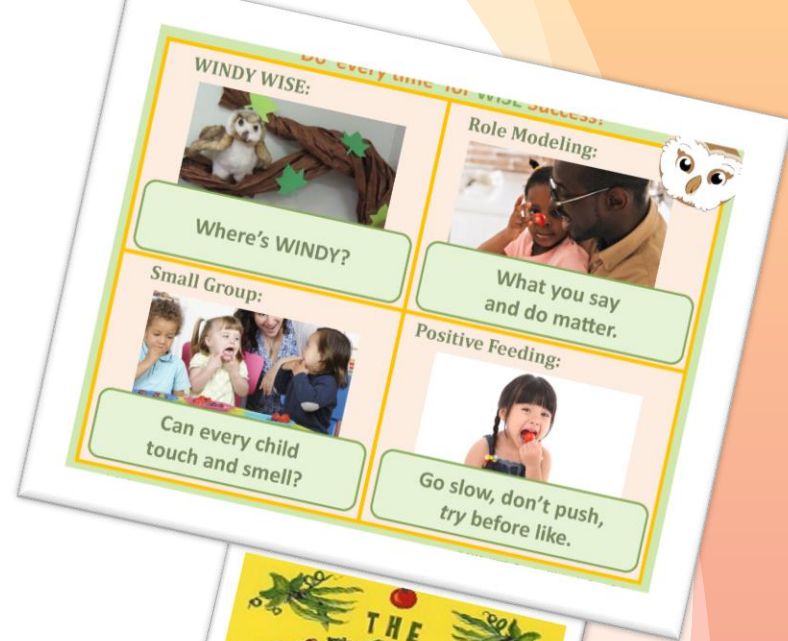 Do "every time" for WISE Success!
WINDY WISE:
Where's WINDY?
Role Modeling:
What you say
and do matter.
Small Group:
Can every child
touch and smell?
Positive Feeding:
Go slow, don't push,
try before like.
THE